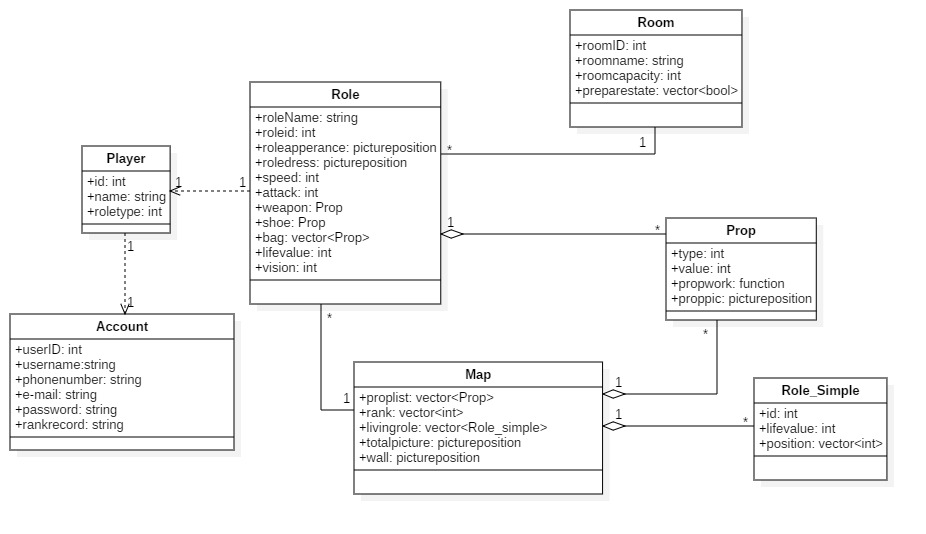 Room
+roomID: int
+roomname: string
+roomcapacity: int
+preparestate: vector<bool>
1
*
Role
+roleName: string
+roleid: int
+roleapperance: pictureposition
+roledress: pictureposition
+speed: int
+attack: int
+weapon: Prop
+shoe: Prop
+bag: vector<Prop>
+lifevalue: int
+vision: int
Player
+id: int
+name: string
+roletype: int
1
1
1
1
1
*
Prop
+type: int
+value: int
+propwork: function
+proppic: pictureposition
Account
+userID: int
+username:string
+phonenumber: string
+e-mail: string
+password: string
+rankrecord: string
*
1
*
Map
+proplist: vector<Prop>
+rank: vector<int>
+livingrole: vector<Role_simple>
+totalpicture: pictureposition
+wall: pictureposition
1
1
*
Role_Simple
+id: int
+lifevalue: int
+position: vector<int>